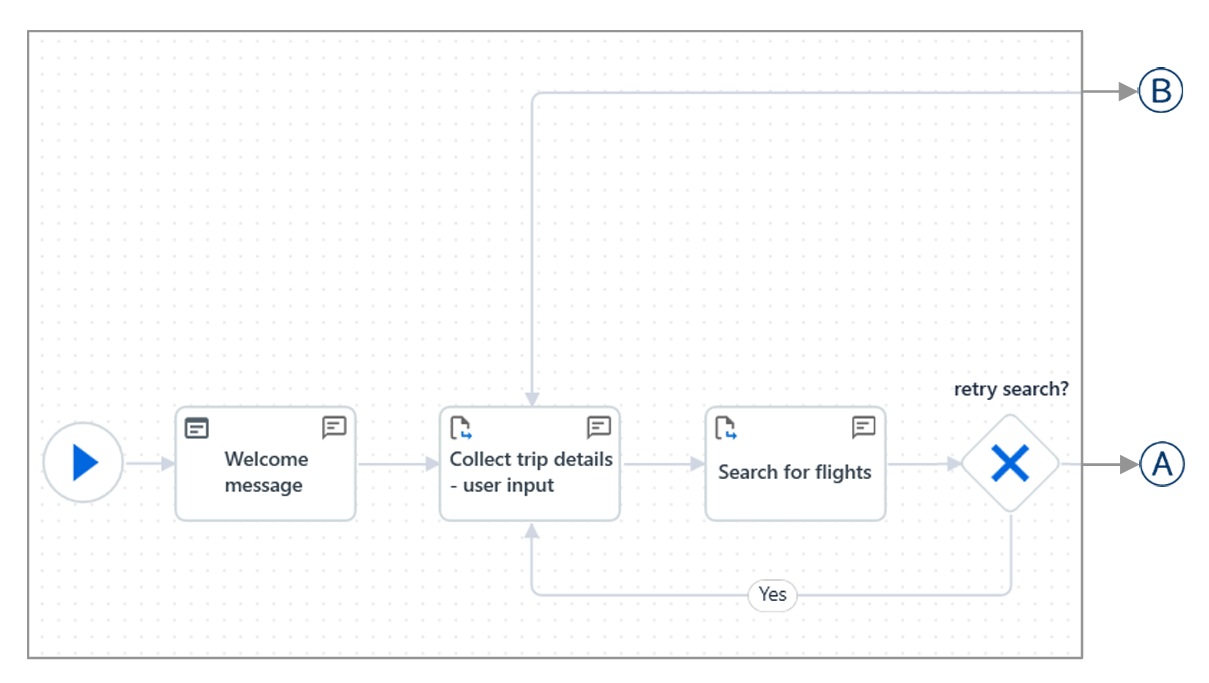 B
retry search?
Welcome
message
Collect trip details
- user input
Search for flights
A
Yes